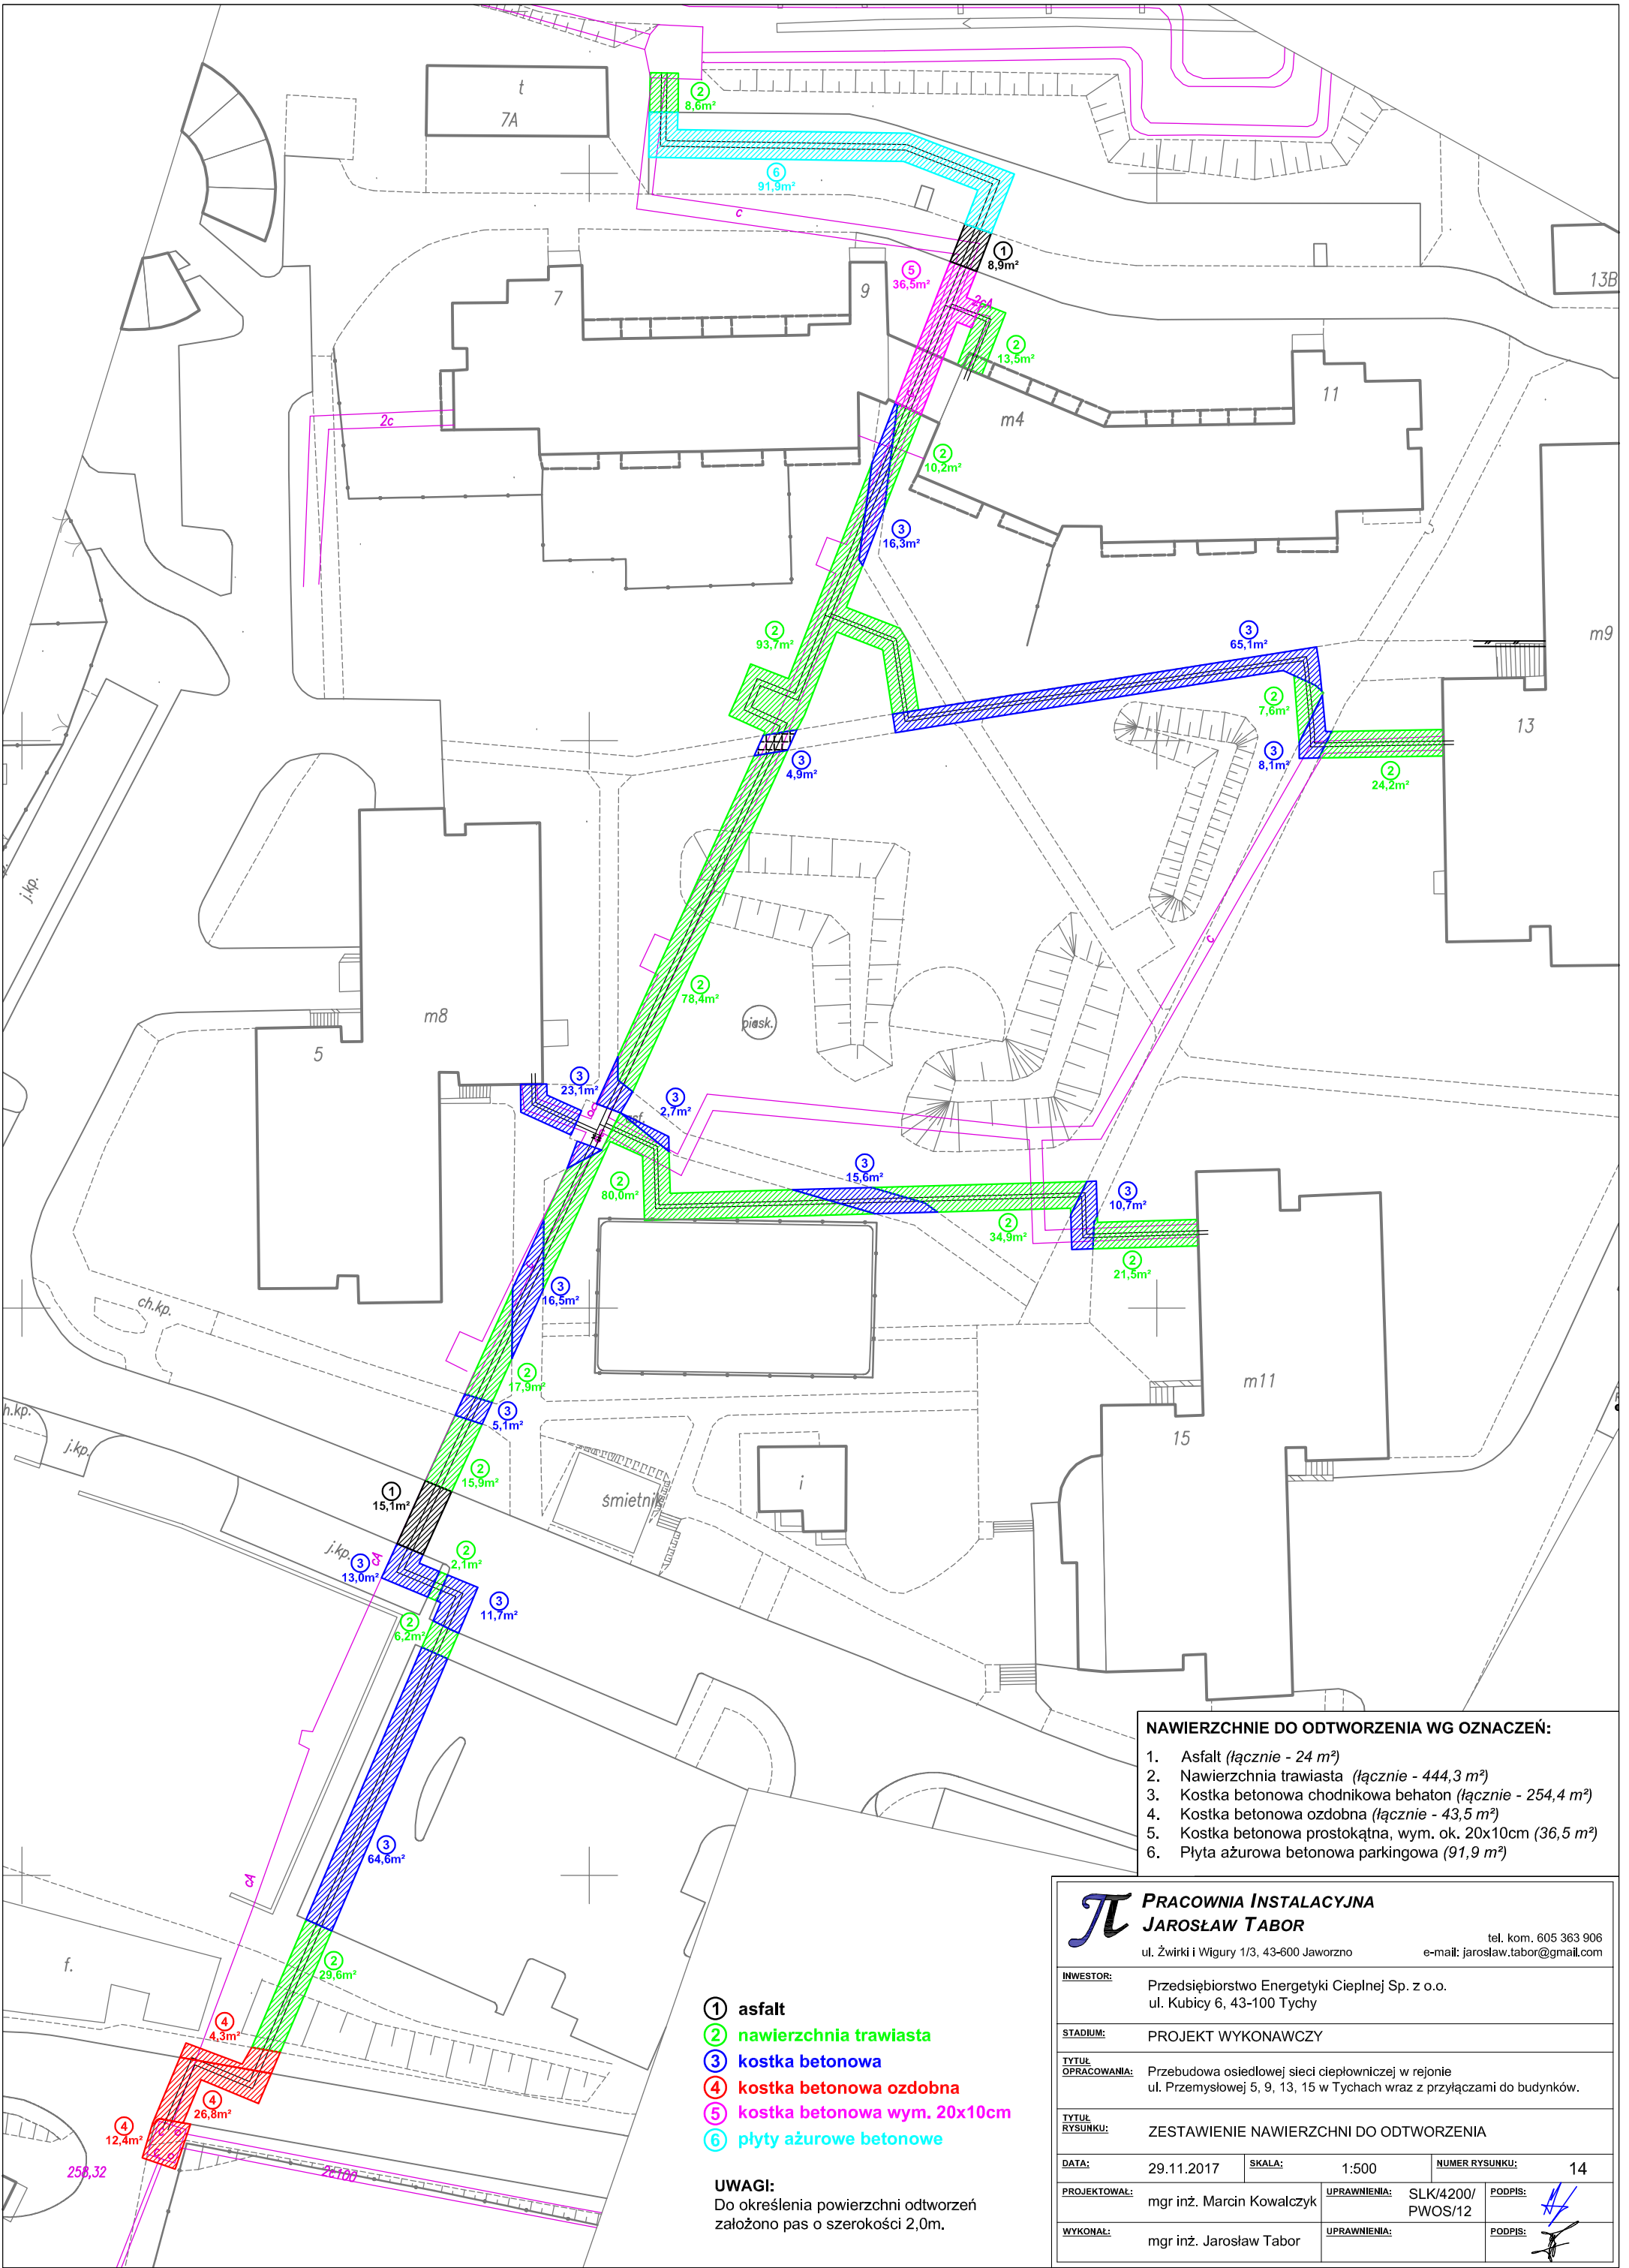 t
7A
2
8,6m²
6
91,9m²
c
1
8,9m²
5
36,5m²
2cA
13B
7
9
2
13,5m²
11
m4
2c
2
10,2m²
3
16,3m²
2
93,7m²
3
65,1m²
m9
2
7,6m²
13
3
4,9m²
3
8,1m²
2
24,2m²
j.kp.
c
2
78,4m²
piask.
m8
5
3
23,1m²
3
2,7m²
3
15,6m²
2
80,0m²
3
10,7m²
2
34,9m²
2
21,5m²
3
16,5m²
ch.kp.
2
17,9m²
m11
3
5,1m²
h.kp.
j.kp.
15
2
15,9m²
i
śmietnik
1
15,1m²
j.kp.
cA
2
2,1m²
3
13,0m²
3
11,7m²
2
6,2m²
3
64,6m²
cA
f.
2
29,6m²
4
4,3m²
4
26,8m²
4
12,4m²
258,32
2c100
NAWIERZCHNIE DO ODTWORZENIA WG OZNACZEŃ:
1. Asfalt (łącznie - 24 m²)
2. Nawierzchnia trawiasta (łącznie - 444,3 m²)
3. Kostka betonowa chodnikowa behaton (łącznie - 254,4 m²)
4. Kostka betonowa ozdobna (łącznie - 43,5 m²)
5. Kostka betonowa prostokątna, wym. ok. 20x10cm (36,5 m²)
6. Płyta ażurowa betonowa parkingowa (91,9 m²)
1 asfalt
2 nawierzchnia trawiasta
3 kostka betonowa
4 kostka betonowa ozdobna
5 kostka betonowa wym. 20x10cm
6 płyty ażurowe betonowe
UWAGI:
Do określenia powierzchni odtworzeń
założono pas o szerokości 2,0m.
PRACOWNIA INSTALACYJNA
JAROSŁAW TABOR
tel. kom. 605 363 906
ul. Żwirki i Wigury 1/3, 43-600 Jaworzno e-mail: jaroslaw.tabor@gmail.com
INWESTOR: Przedsiębiorstwo Energetyki Cieplnej Sp. z o.o.
ul. Kubicy 6, 43-100 Tychy
STADIUM: PROJEKT WYKONAWCZY
TYTUŁ
OPRACOWANIA: Przebudowa osiedlowej sieci ciepłowniczej w rejonie
ul. Przemysłowej 5, 9, 13, 15 w Tychach wraz z przyłączami do budynków.
TYTUŁ
RYSUNKU: ZESTAWIENIE NAWIERZCHNI DO ODTWORZENIA
DATA: 29.11.2017 SKALA: 1:500 NUMER RYSUNKU: 14
PROJEKTOWAŁ: mgr inż. Marcin Kowalczyk UPRAWNIENIA: SLK/4200/
PWOS/12 PODPIS:
WYKONAŁ: mgr inż. Jarosław Tabor UPRAWNIENIA: PODPIS: